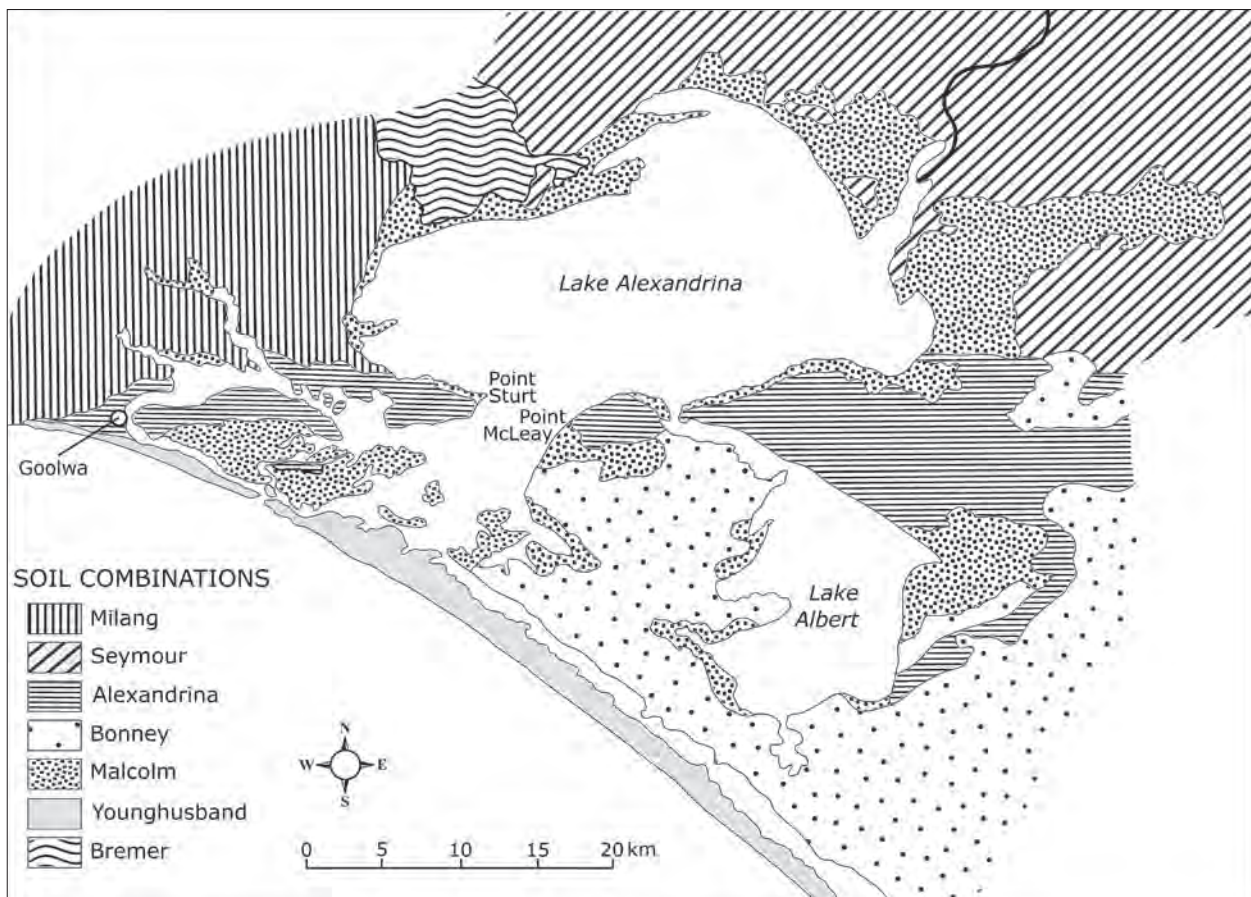 Lake Alexandrina
Point
Sturt
Point
McLeay
Goolwa
Lake
Albert
SOIL COMBINATIONS
Milang
Seymour
Alexandrina
Bonney
Malcolm
Younghusband
Bremer
N
W E
S
0 5 10 15 20 km